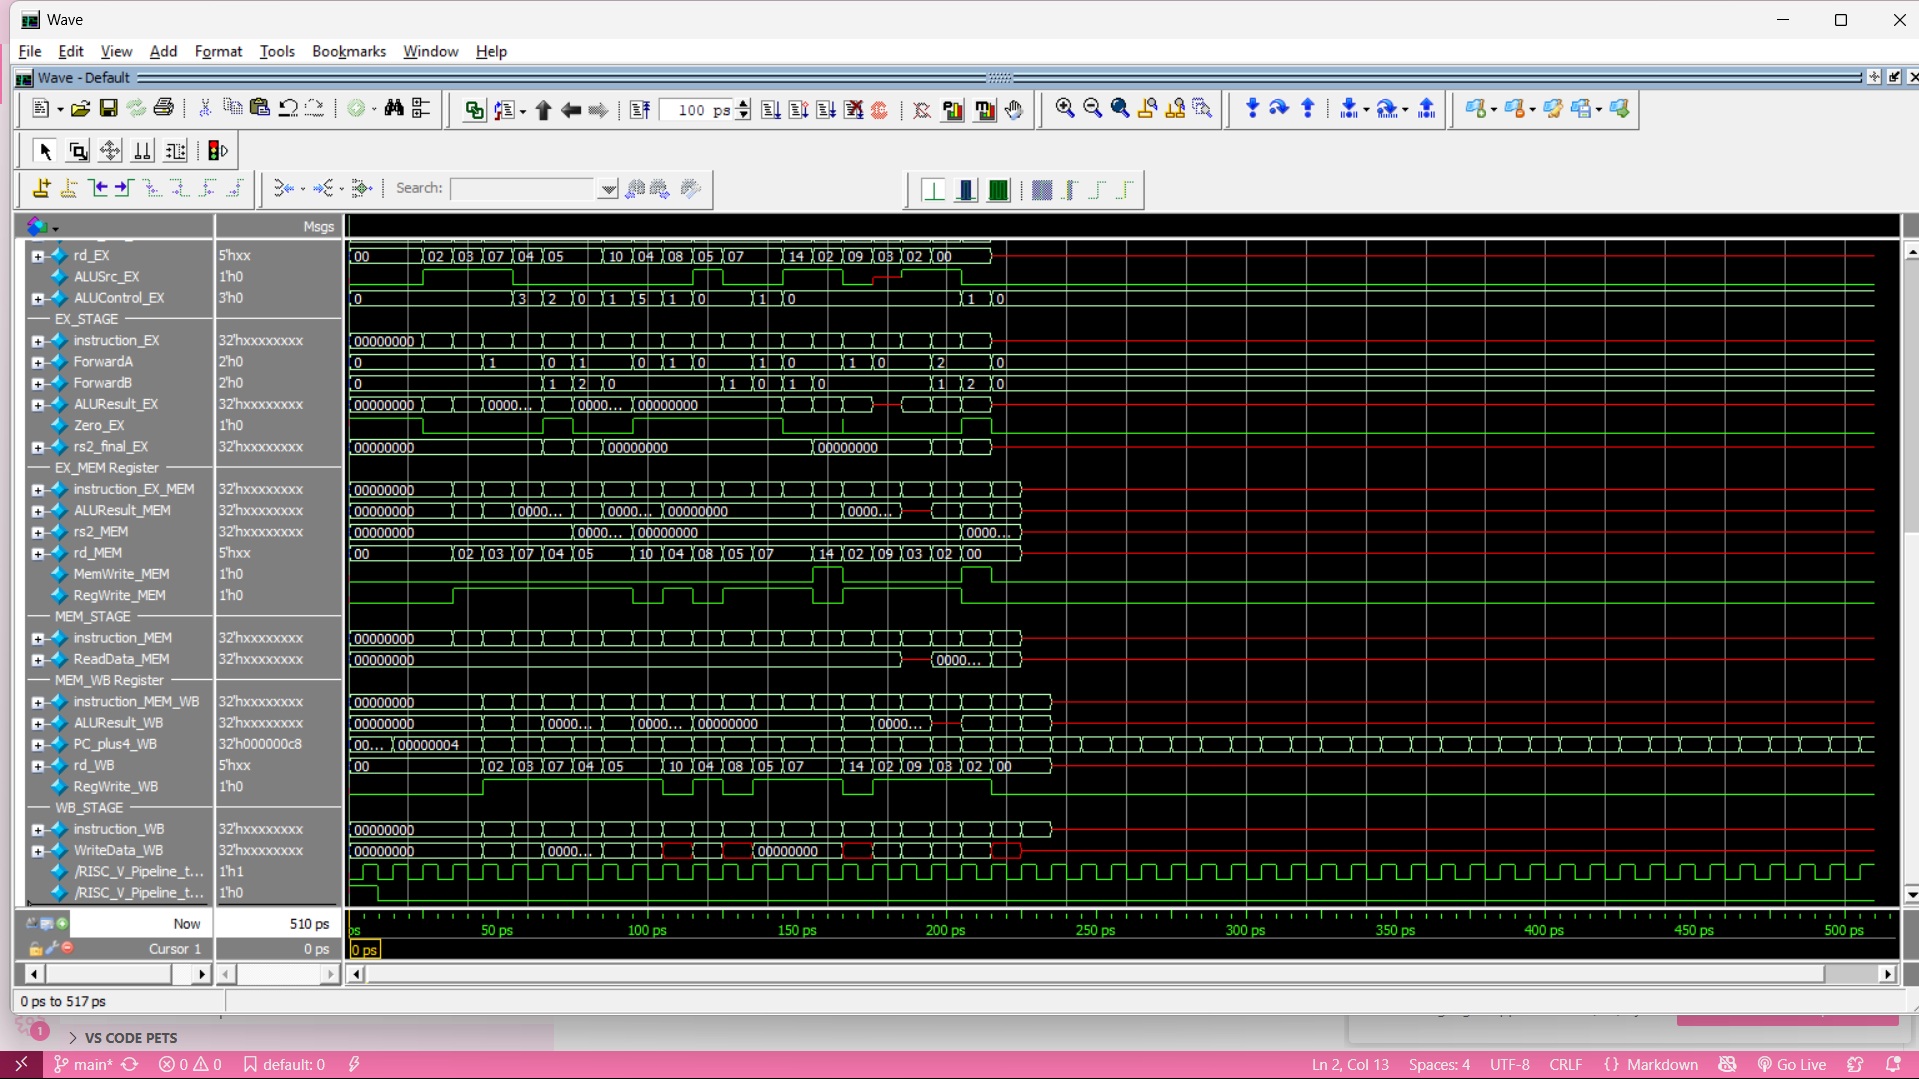 Wave
File Edit View Add Format Tools Bookmarks Window Help
Wave - Default
100 ps
Search:
Msgs
rd_EX 5'hxx 00 02 03 07 04 05 10 04 08 05 07 14 02 09 03 02 00
ALUSrc_EX 1'h0
ALUControl_EX 3'h0 0 3 2 0 1 5 1 0 1 0 1 0
EX_STAGE
instruction_EX 32'hxxxxxxxx 00000000
ForwardA 2'h0 0 1 0 1 0 1 0 1 0 1 0 2 0
ForwardB 2'h0 0 1 2 0 1 0 1 0 1 2 0
ALUResult_EX 32'hxxxxxxxx 00000000 0000... 0000... 00000000
Zero_EX 1'h0
rs2_final_EX 32'hxxxxxxxx 00000000 00000000 00000000
EX_MEM Register
instruction_EX_MEM 32'hxxxxxxxx 00000000
ALUResult_MEM 32'hxxxxxxxx 00000000 0000... 0000... 00000000 0000...
rs2_MEM 32'hxxxxxxxx 00000000 0000... 00000000 0000...
rd_MEM 5'hxx 00 02 03 07 04 05 10 04 08 05 07 14 02 09 03 02 00
MemWrite_MEM 1'h0
RegWrite_MEM 1'h0
MEM_STAGE
instruction_MEM 32'hxxxxxxxx 00000000
ReadData_MEM 32'hxxxxxxxx 00000000 0000...
MEM_WB Register
instruction_MEM_WB 32'hxxxxxxxx 00000000
ALUResult_WB 32'hxxxxxxxx 00000000 0000... 0000... 00000000 0000...
PC_plus4_WB 32'h000000c8 00... 00000004
rd_WB 5'hxx 00 02 03 07 04 05 10 04 08 05 07 14 02 09 03 02 00
RegWrite_WB 1'h0
WB_STAGE
instruction_WB 32'hxxxxxxxx 00000000
WriteData_WB 32'hxxxxxxxx 00000000 0000... 00000000
/RISC_V_Pipeline_t... 1'h1
/RISC_V_Pipeline_t... 1'h0
Now 510 ps ps 50 ps 100 ps 150 ps 200 ps 250 ps 300 ps 350 ps 400 ps 450 ps 500 ps
Cursor 1 0 ps 0 ps
0 ps to 517 ps
1
VS CODE PETS
main* 0 0 default: 0 Ln 2, Col 13 Spaces: 4 UTF-8 CRLF {} Markdown Go Live